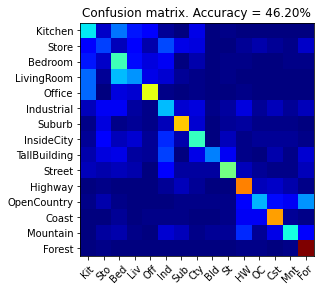 Confusion matrix. Accuracy = 46.20%
Kitchen
Store
Bedroom
LivingRoom
Office
Industrial
Suburb
InsideCity
TallBuilding
Street
Highway
OpenCountry
Coast
Mountain
Forest
Kit Sto Bed Liv Off Ind Sub Cty Bld St HW OC Cst Mnt For